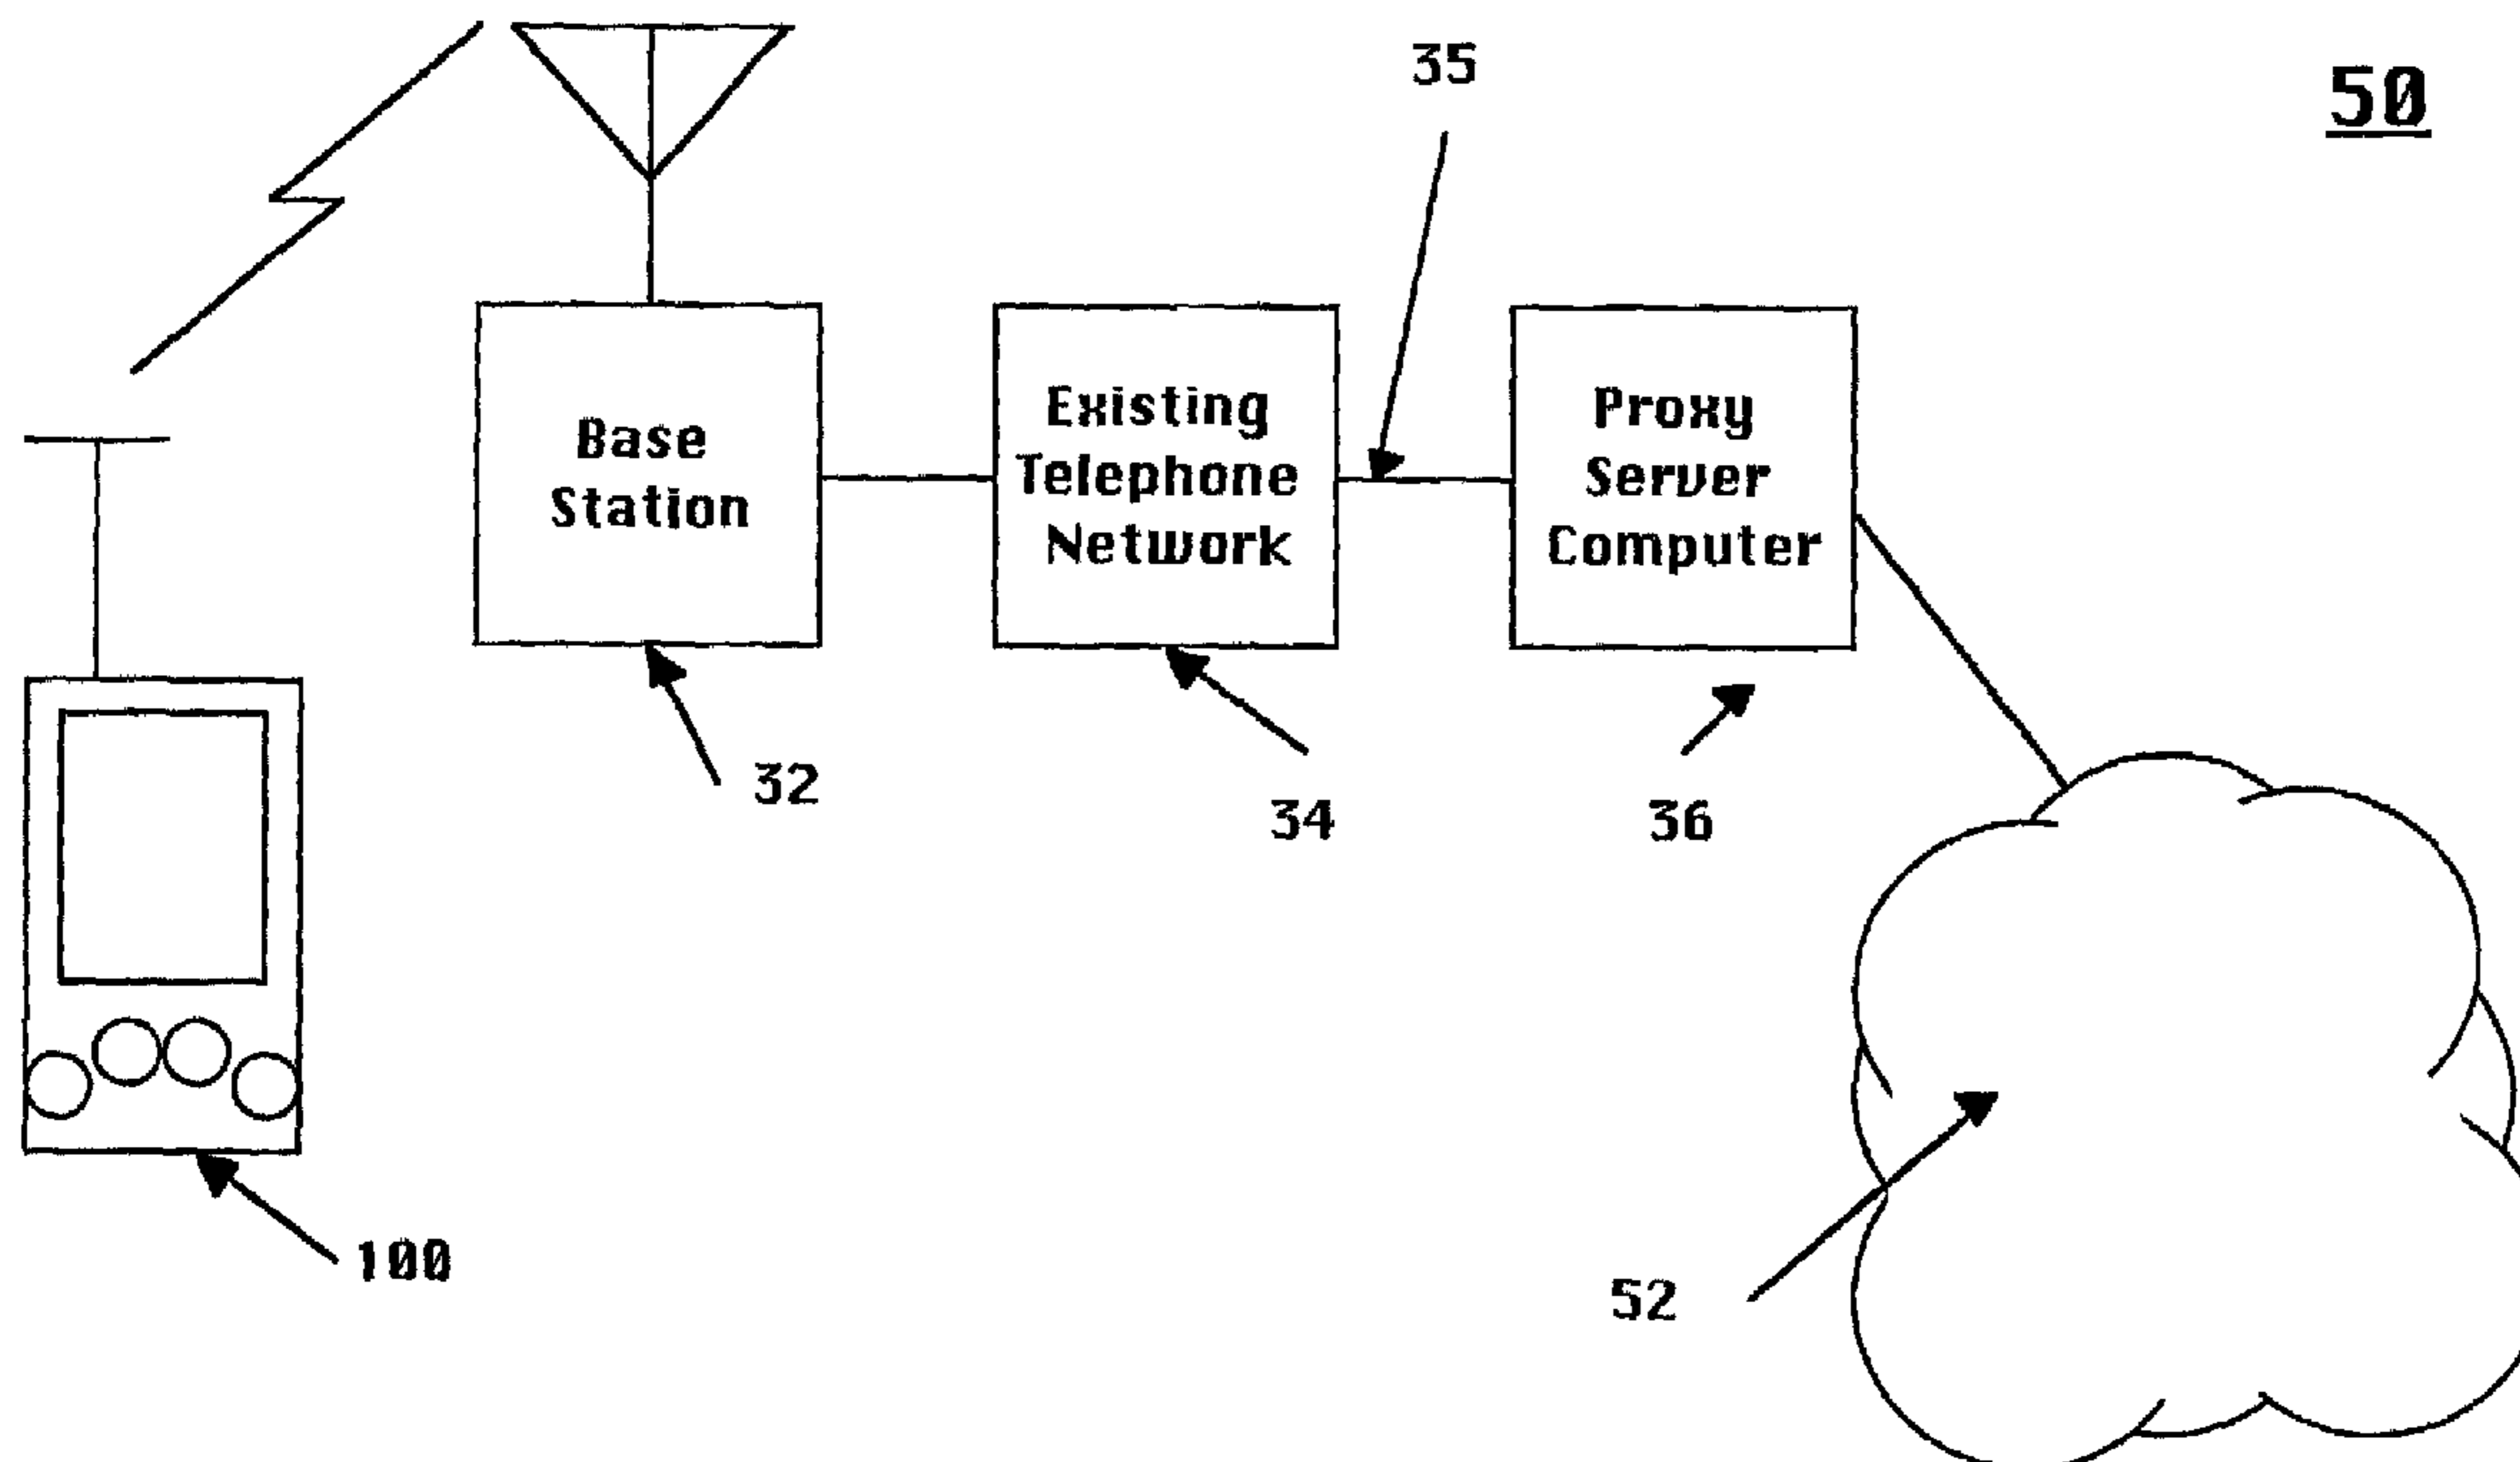 35
50
Base
Station
Existing
Telephone
Network
Proxy
Server
Computer
32
34
36
100
52